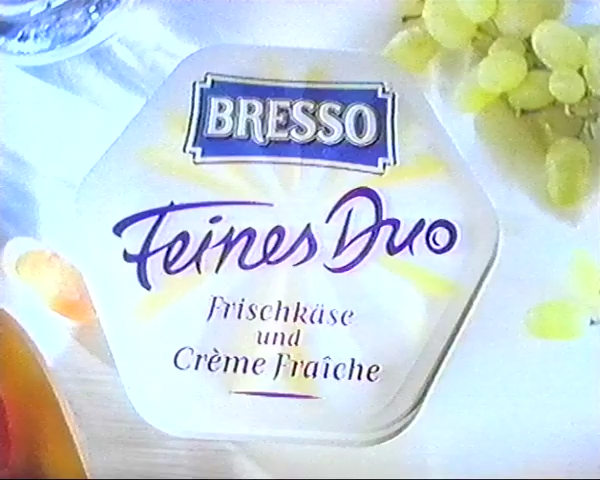 BRESSO
Feines Duo
Frischkäse
und
Crème Fraîche